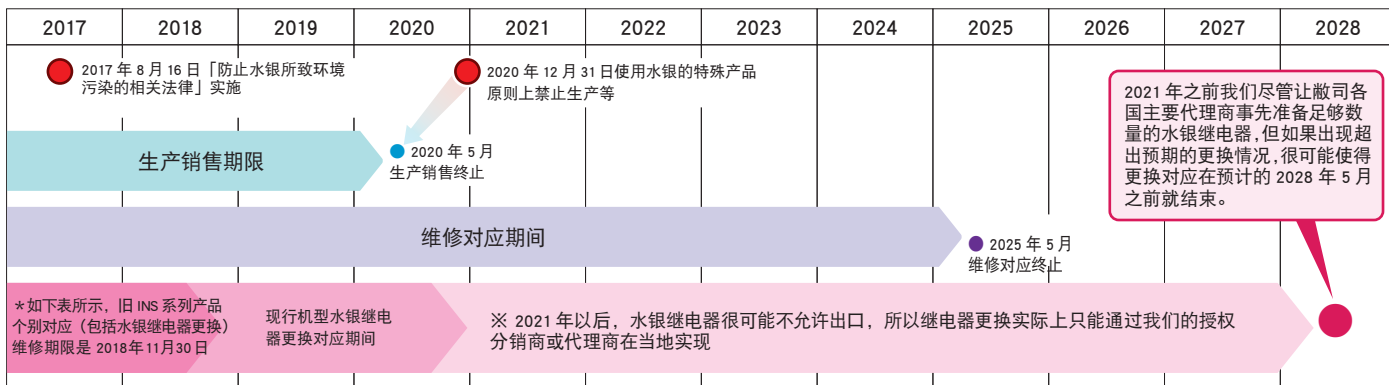 2017 2018 2019 2020 2021 2022 2023 2024 2025 2026 2027 2028
2017 年 8 月 16 日「防止水银所致环境
污染的相关法律」实施
2020 年 12 月 31 日使用水银的特殊产品
原则上禁止生产等
2021 年之前我们尽管让敝司各
国主要代理商事先准备足够数
量的水银继电器,但如果出现超
出预期的更换情况,很可能使得
更换对应在预计的 2028 年 5 月
之前就结束。
生产销售期限
2020 年 5 月
生产销售终止
维修对应期间
2025 年 5 月
维修对应终止
＊如下表所示，旧 INS 系列产品
个别对应（包括水银继电器更换）
维修期限是 2018年11月30日
现行机型水银继电
器更换对应期间
※ 2021 年以后，水银继电器很可能不允许出口，所以继电器更换实际上只能通过我们的授权
分销商或代理商在当地实现